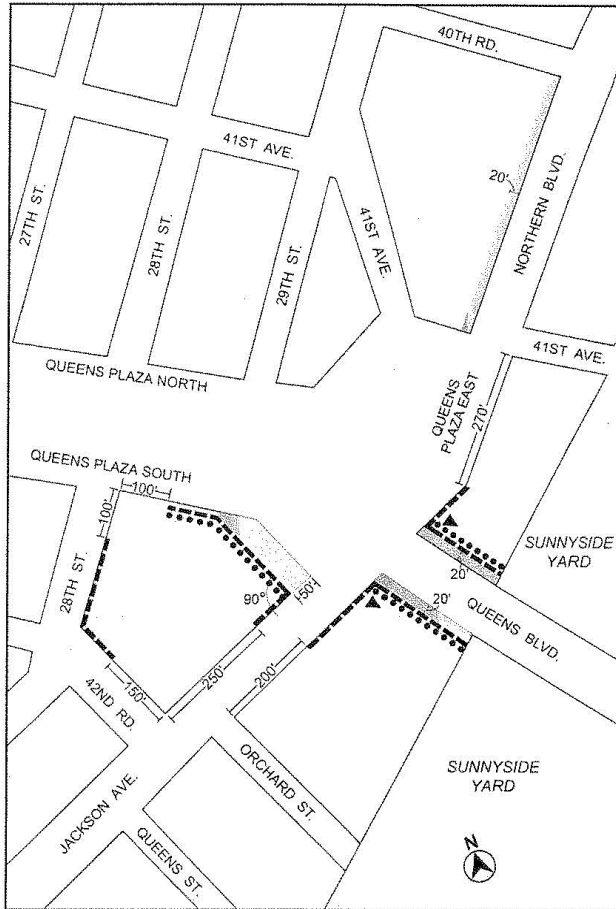 40TH RD.
41ST AVE.
20'
27TH ST.
28TH ST.
29TH ST.
41ST AVE.
NORTHERN BLVD.
41ST AVE.
QUEENS PLAZA NORTH
QUEENS
PLAZA EAST
270'
QUEENS PLAZA SOUTH
100'
100'
28TH ST.
SUNNYSIDE
YARD
20'
QUEENS BLVD.
90°
50'
20'
150'
250'
200'
42ND RD.
JACKSON AVE.
ORCHARD ST.
QUEENS ST.
SUNNYSIDE
YARD
N